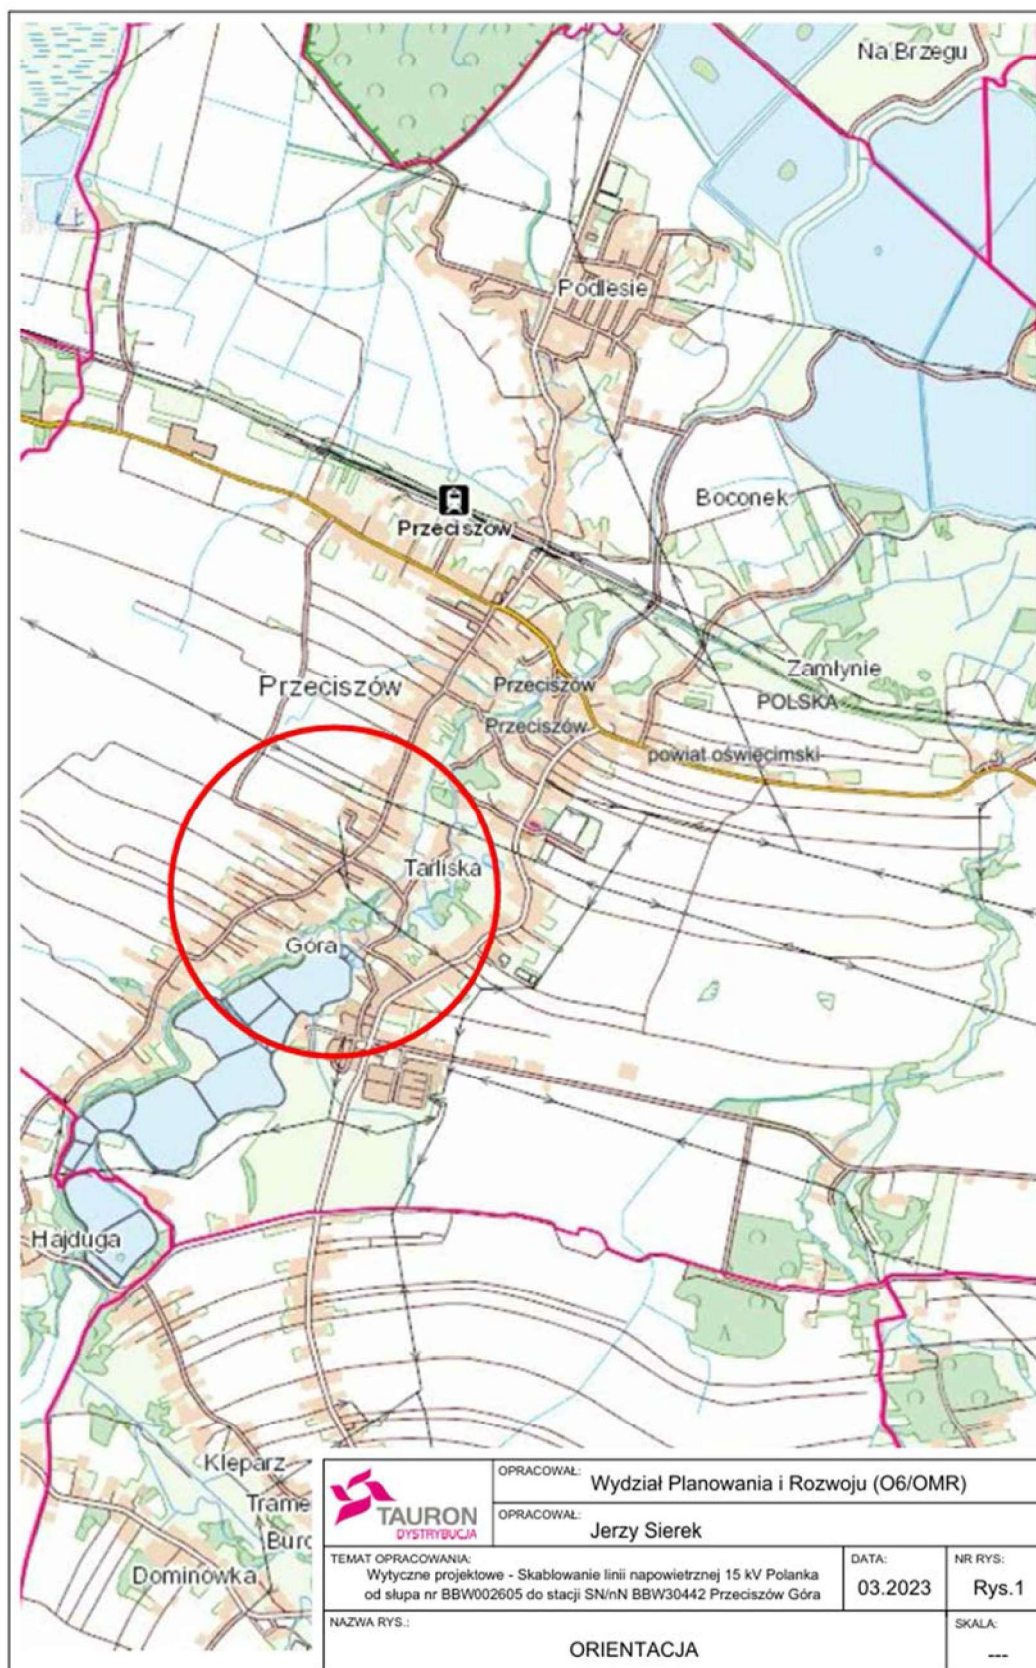 Na Brzegu
Podlesie
Boconek
Przeciszów
Zamłynie
Przeciszów
Przeciszów
POLSKA
Przeciszów
powiat oświęcimski
Tarliska
Góra
Hajduga
Kleparz
Trame
Burc
Dominówka
TAURON
DYSTRYBUCJA
OPRACOWAŁ: Wydział Planowania i Rozwoju (O6/OMR)
OPRACOWAŁ: Jerzy Sierek
TEMAT OPRACOWANIA:
Wytyczne projektowe - Skablowanie linii napowietrznej 15 kV Polanka
od słupa nr BBW002605 do stacji SN/nN BBW30442 Przeciszów Góra
DATA:
03.2023
NR RYS:
Rys.1
NAZWA RYS.:
ORIENTACJA
SKALA:
---